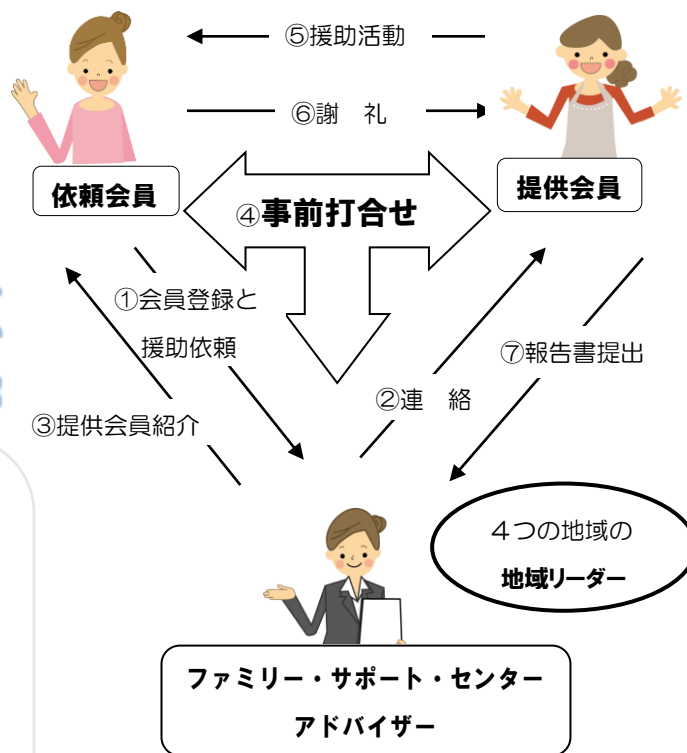 ⑤援助活動
⑥謝　礼
依頼会員
提供会員
④事前打合せ
①会員登録と
援助依頼
⑦報告書提出
②連　絡
③提供会員紹介
４つの地域の
地域リーダー
ファミリー・サポート・センター
アドバイザー